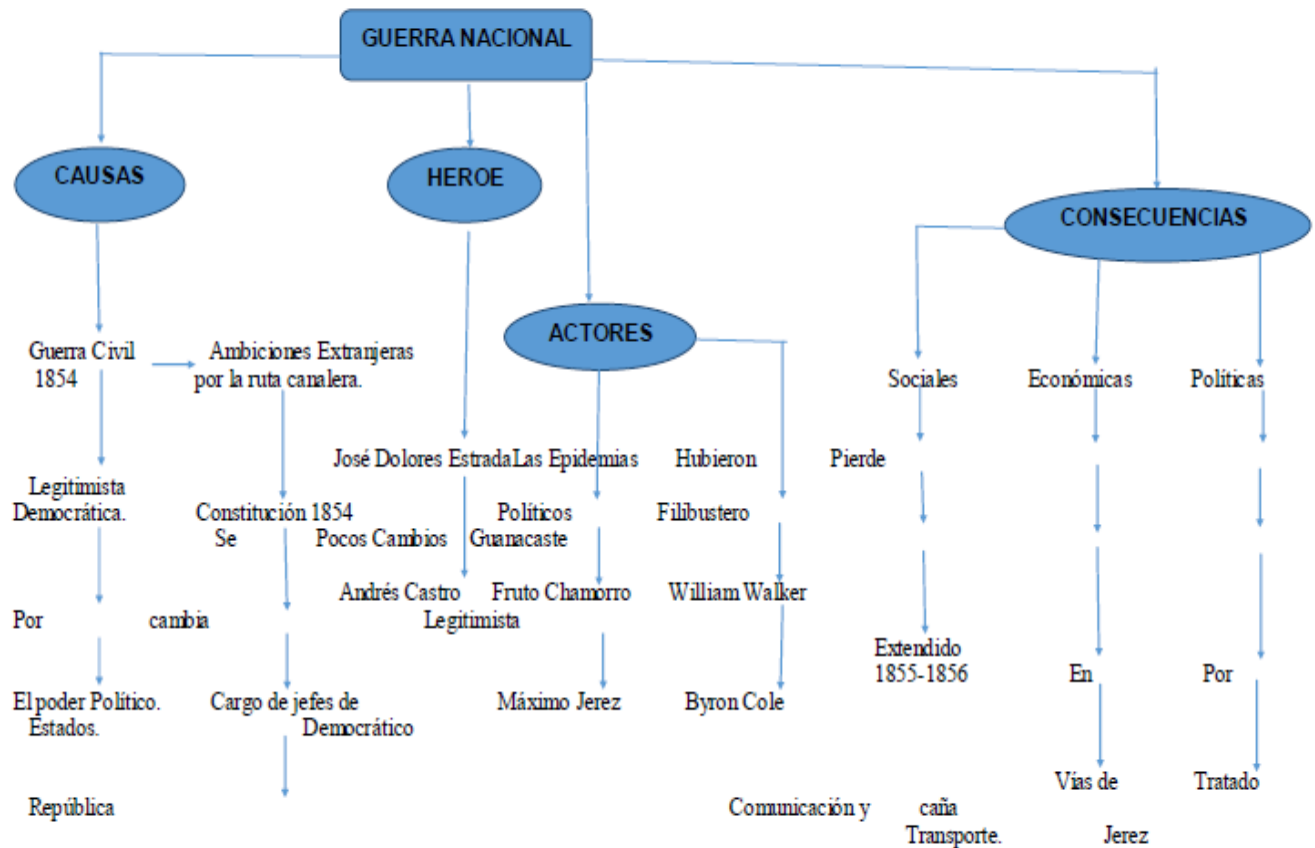 GUERRA NACIONAL
CAUSAS
HEROE
CONSECUENCIAS
ACTORES
Guerra Civil Ambiciones Extranjeras
1854 por la ruta canalera.
Sociales Económicas Políticas
José Dolores EstradaLas Epidemias Hubieron Pierde
Legitimista
Democrática. Constitución 1854 Políticos Filibustero
Se Pocos Cambios Guanacaste
Andrés Castro Fruto Chamorro William Walker
Por cambia Legitimista
Extendido
1855-1856 En Por
El poder Político. Cargo de jefes de Máximo Jerez Byron Cole
Estados. Democrático
Vías de Tratado
República Comunicación y caña
Transporte. Jerez